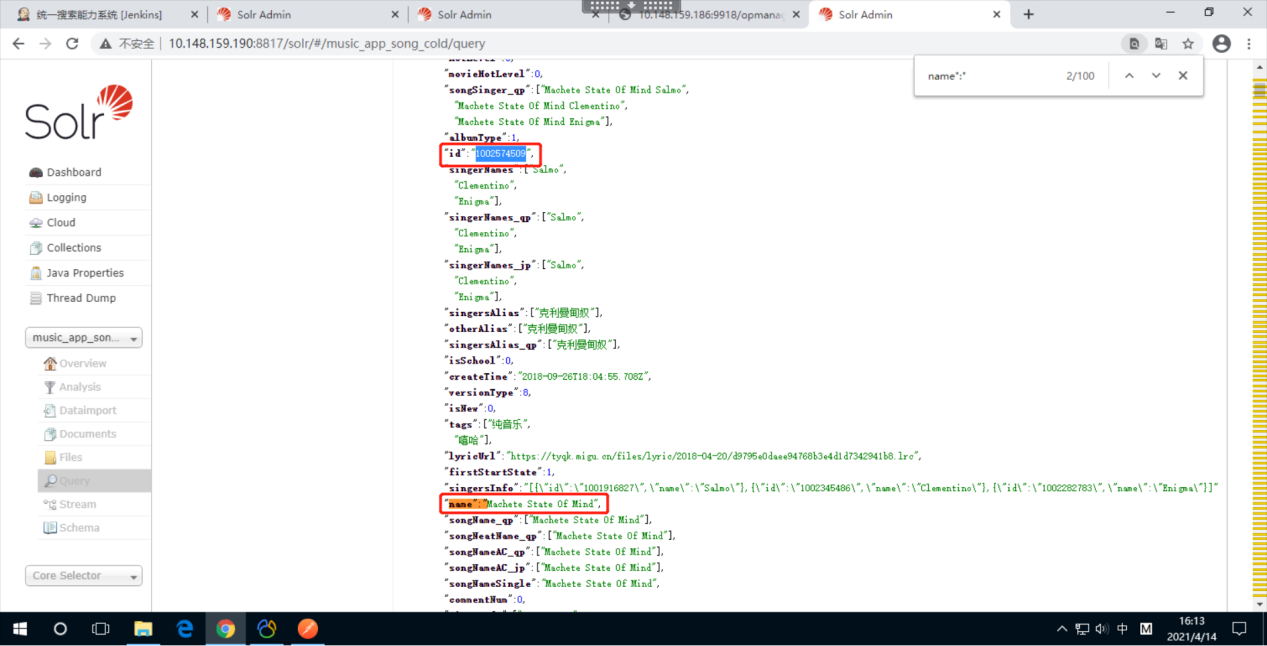 统一搜索能力系统 [Jenkins]
Solr Admin
Solr Admin
10.148.159.186:9918/opmana
Solr Admin
不安全
10.148.159.190:8817/solr/#/music_app_song_cold/query
name":"
2/100
Solr
Dashboard
Logging
Cloud
Collections
Java Properties
Thread Dump
music_app_son...
Overview
Analysis
Dataimport
Documents
Files
Query
Stream
Schema
Core Selector
"movieHotLevel":0,
"songSinger_qp":["Machete State Of Mind Salmo",
"Machete State Of Mind Clementino",
"Machete State Of Mind Enigma"],
"albumType":1,
"id":"1002574509",
"singerNames":["Salmo",
"Clementino",
"Enigma"],
"singerNames_qp":["Salmo",
"Clementino",
"Enigma"],
"singerNames_jp":["Salmo",
"Clementino",
"Enigma"],
"singersAlias":["克利曼甸奴"],
"otherAlias":["克利曼甸奴"],
"singersAlias_qp":["克利曼甸奴"],
"isSchool":0,
"createTime":"2018-09-26T18:04:55.708Z",
"versionType":8,
"isNew":0,
"tags":["纯音乐",
"嘻哈"],
"lyricUrl":"https://tyqk.migu.cn/files/lyric/2018-04-20/d9795e0daee94768b3e4d1d7342941b8.lrc",
"firstStartState":1,
"singersInfo":"[{\"id\":\"1001916827\",\"name\":\"Salmo\"},{\"id\":\"1002345486\",\"name\":\"Clementino\"},{\"id\":\"1002282783\",\"name\":\"Enigma\"}]"
"name":"Machete State Of Mind",
"songName_qp":["Machete State Of Mind"],
"songNeatName_qp":["Machete State Of Mind"],
"songNameAC_qp":["Machete State Of Mind"],
"songNameAC_jp":["Machete State Of Mind"],
"songNameSingle":"Machete State Of Mind",
"commentNum":0,
中
M
16:13
2021/4/14